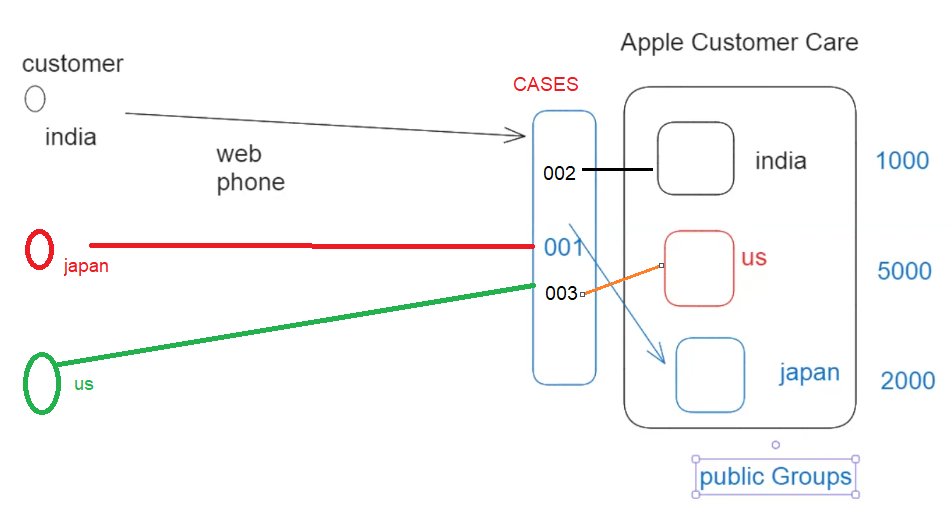 Apple Customer Care
customer
CASES
india
web
phone
002
india
1000
japan
001
us
5000
003
us
japan
2000
public Groups